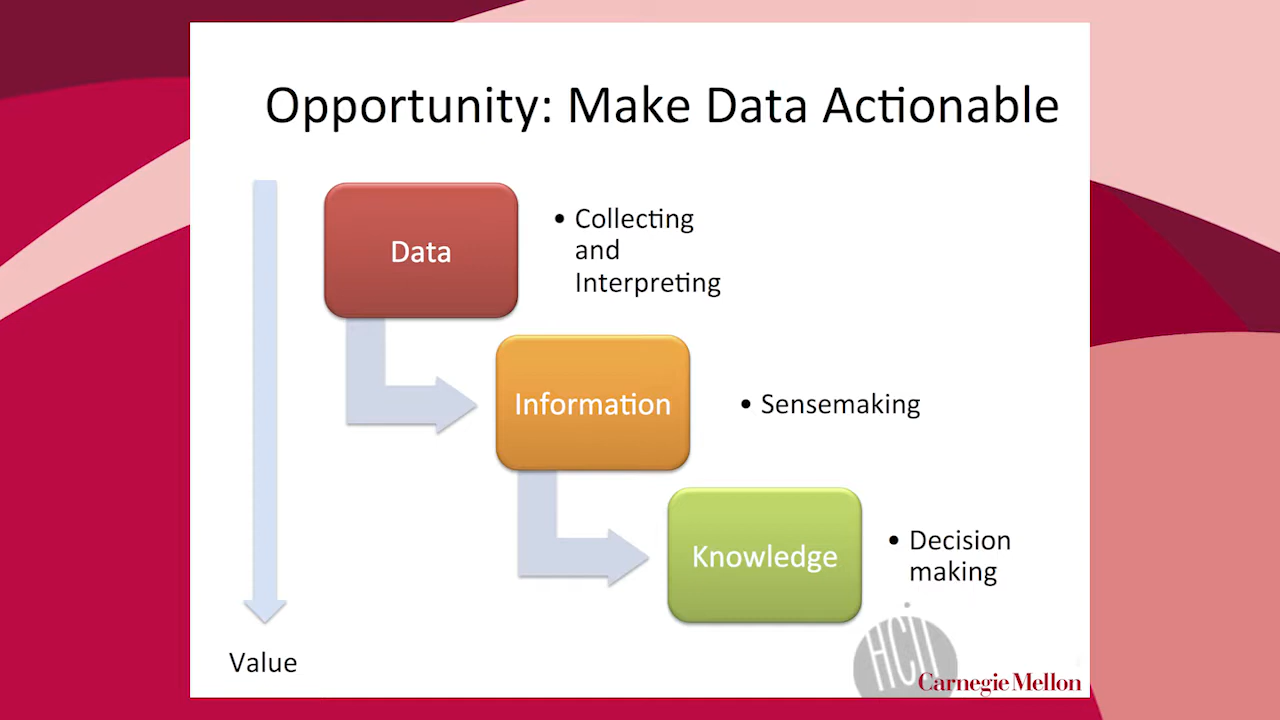 Opportunity: Make Data Actionable
Data
• Collecting
and
Interpreting
Information
• Sensemaking
Knowledge
• Decision
making
Value
HCII
Carnegie Mellon